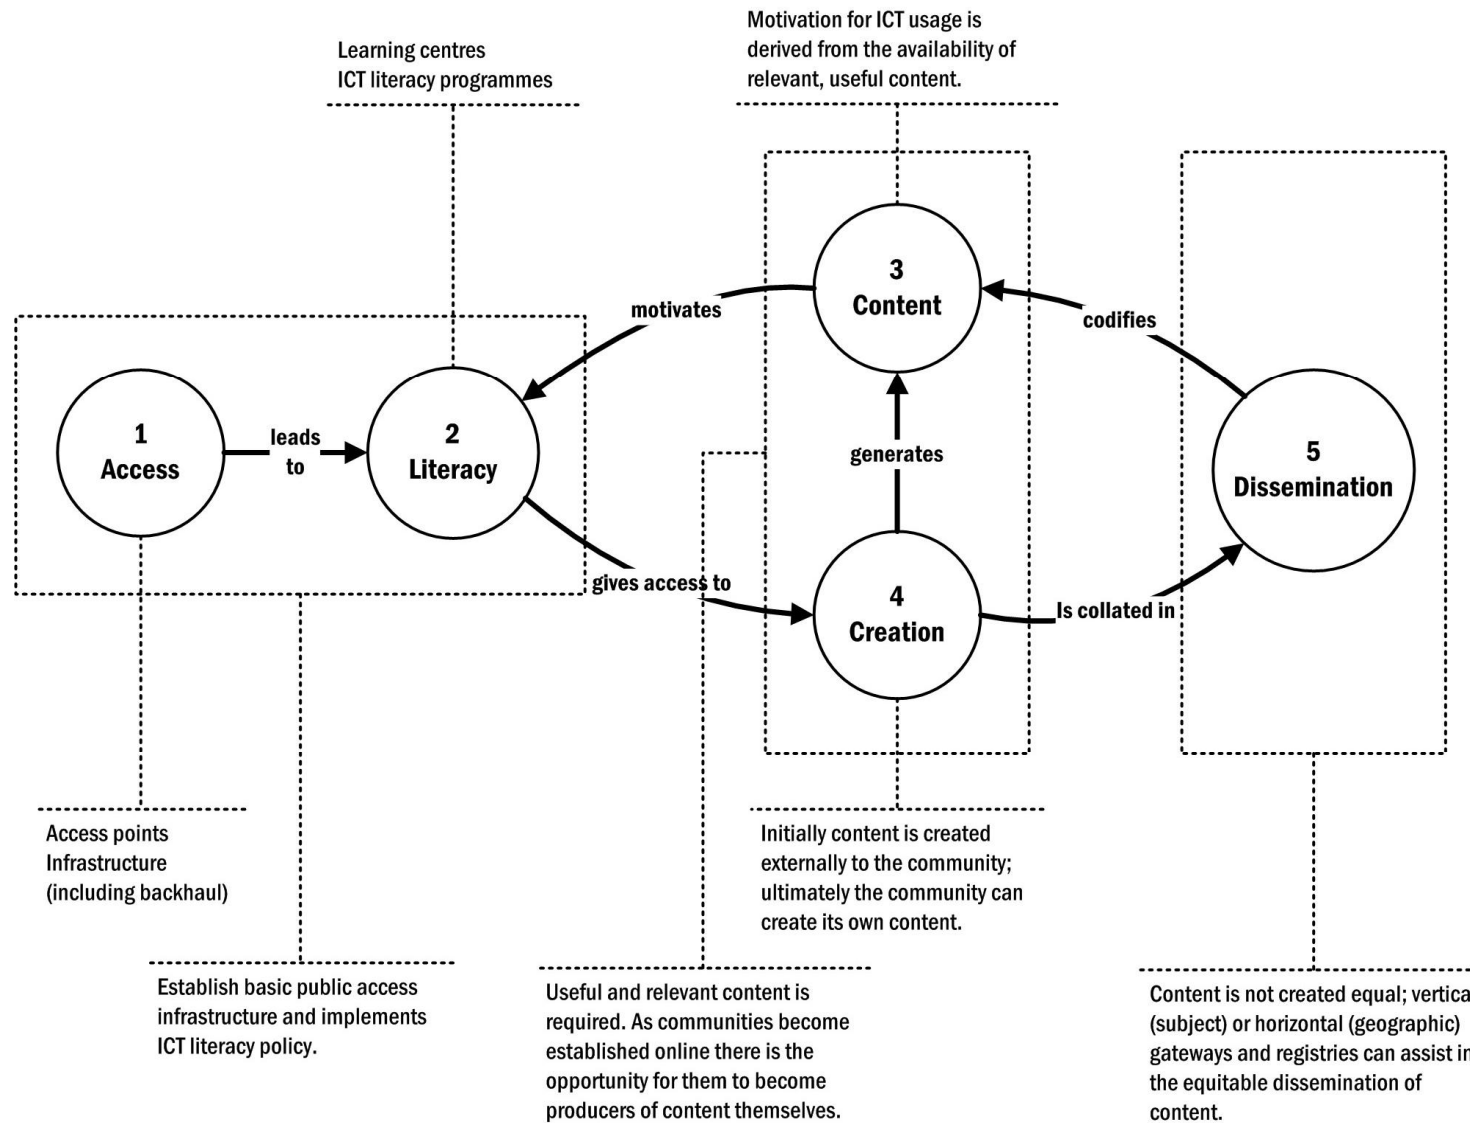 Motivation for ICT usage is
derived from the availability of
relevant, useful content.
Learning centres
ICT literacy programmes
3
Content
motivates
codifies
1
Access
leads
to
2
Literacy
generates
5
Dissemination
gives access to
4
Creation
Is collated in
Access points
Infrastructure
(including backhaul)
Initially content is created
externally to the community;
ultimately the community can
create its own content.
Establish basic public access
infrastructure and implements
ICT literacy policy.
Useful and relevant content is
required. As communities become
established online there is the
opportunity for them to become
producers of content themselves.
Content is not created equal; vertica
(subject) or horizontal (geographic)
gateways and registries can assist in
the equitable dissemination of
content.